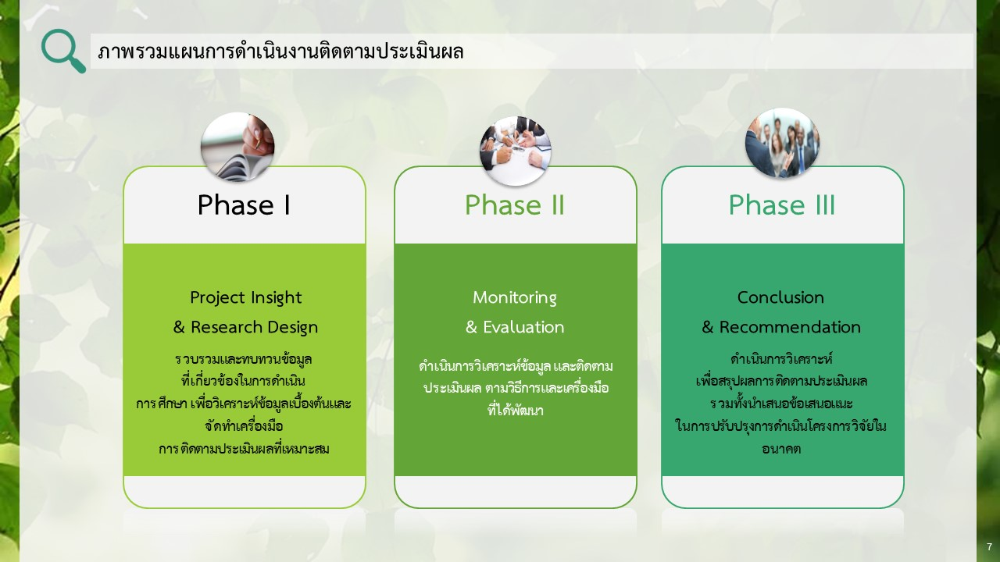 ภาพรวมแผนการดำเนินงานติดตามประเมินผล
Phase I
Project Insight
& Research Design
รวบรวมและทบทวนข้อมูล
ที่เกี่ยวข้องในการดำเนิน
การศึกษา เพื่อวิเคราะห์ข้อมูลเบื้องต้นและ
จัดทำเครื่องมือ
การติดตามประเมินผลที่เหมาะสม
Phase II
Monitoring
& Evaluation
ดำเนินการวิเคราะห์ข้อมูล และติดตาม
ประเมินผล ตามวิธีการและเครื่องมือ
ที่ได้พัฒนา
Phase III
Conclusion
& Recommendation
ดำเนินการวิเคราะห์
เพื่อสรุปผลการติดตามประเมินผล
รวมทั้งนำเสนอข้อเสนอแนะ
ในการปรับปรุงการดำเนินโครงการวิจัยใน
อนาคต
7